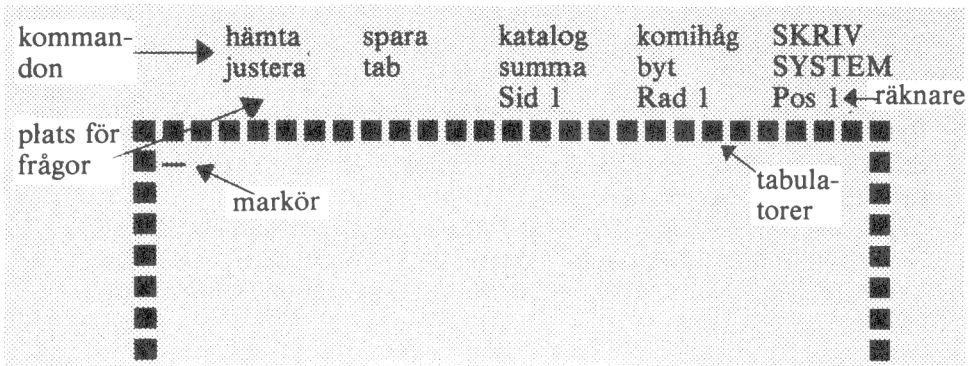 komman- hämta spara katalog komihåg SKRIV
don justera tab summa byt SYSTEM
Sid 1 Rad 1 Pos 1 räknare
plats för
frågor
markör
tabula-
torer